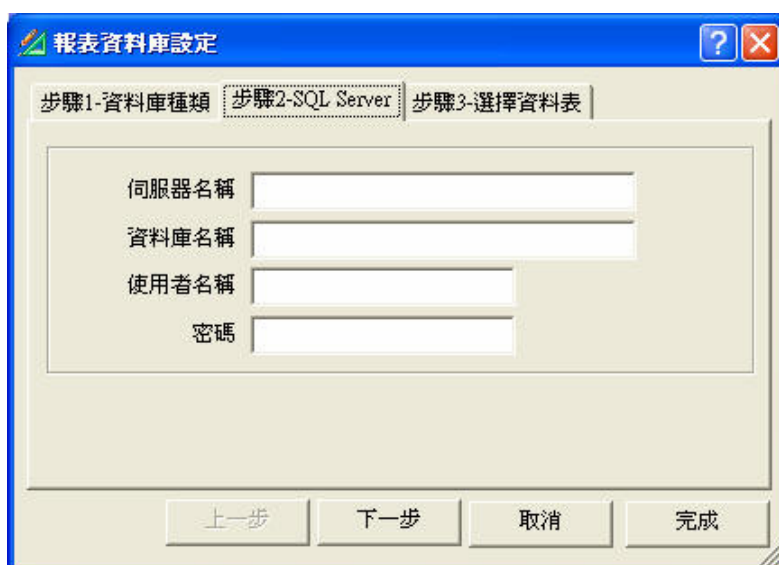 報表資料庫設定
步驟1-資料庫種類 步驟2-SQL Server 步驟3-選擇資料表
伺服器名稱
資料庫名稱
使用者名稱
密碼
上一步 下一步 取消 完成